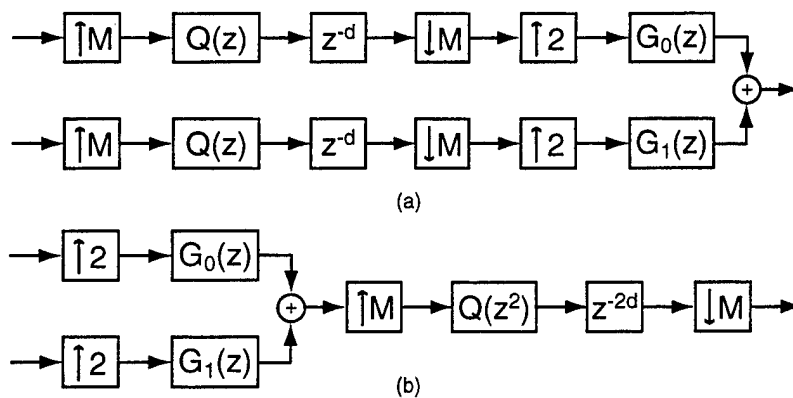 ↑M Q(z) z⁻ᵈ ↓M ↑2 G₀(z)
+
↑M Q(z) z⁻ᵈ ↓M ↑2 G₁(z)
(a)
↑2 G₀(z)
+ ↑M Q(z²) z⁻²ᵈ ↓M
↑2 G₁(z)
(b)